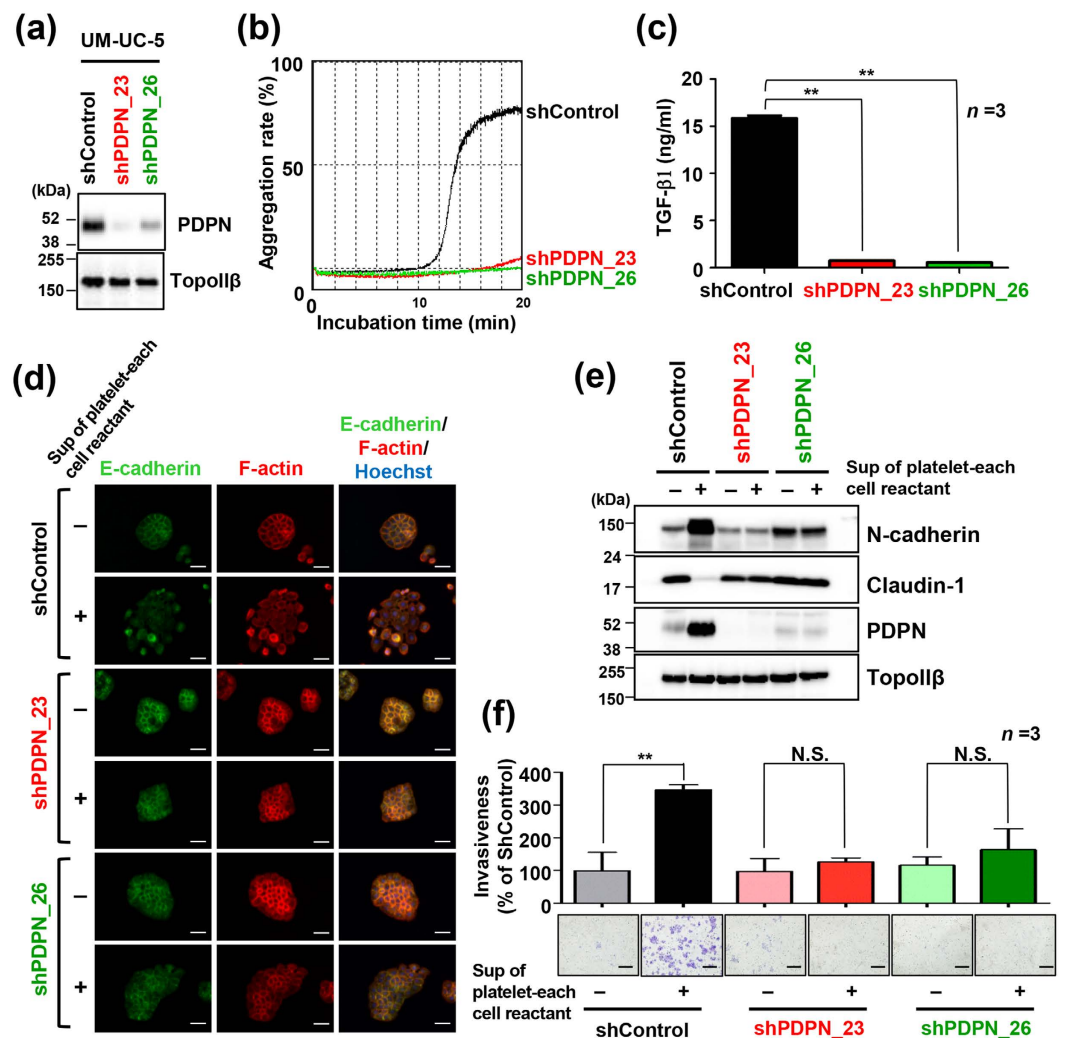 (a)
UM-UC-5
shControl
shPDPN_23
shPDPN_26
(kDa)
52
38
PDPN
255
150
TopoIIβ
(b)
Aggregation rate (%)
100
50
0
0
10
20
Incubation time (min)
shControl
shPDPN_23
shPDPN_26
(c)
TGF-β1 (ng/ml)
20
15
10
5
0
**
**
n =3
shControl
shPDPN_23
shPDPN_26
(d)
Sup of platelet-each
cell reactant
E-cadherin
F-actin
E-cadherin/
F-actin/
Hoechst
shControl
−
+
shPDPN_23
−
+
shPDPN_26
−
+
(e)
shControl
shPDPN_23
shPDPN_26
− + − + − +
Sup of platelet-each
cell reactant
(kDa)
150
N-cadherin
24
17
Claudin-1
52
38
PDPN
255
150
TopoIIβ
(f)
n =3
Invasiveness
(% of ShControl)
400
300
200
100
0
**
N.S.
N.S.
Sup of
platelet-each
cell reactant
− + − + − +
shControl
shPDPN_23
shPDPN_26